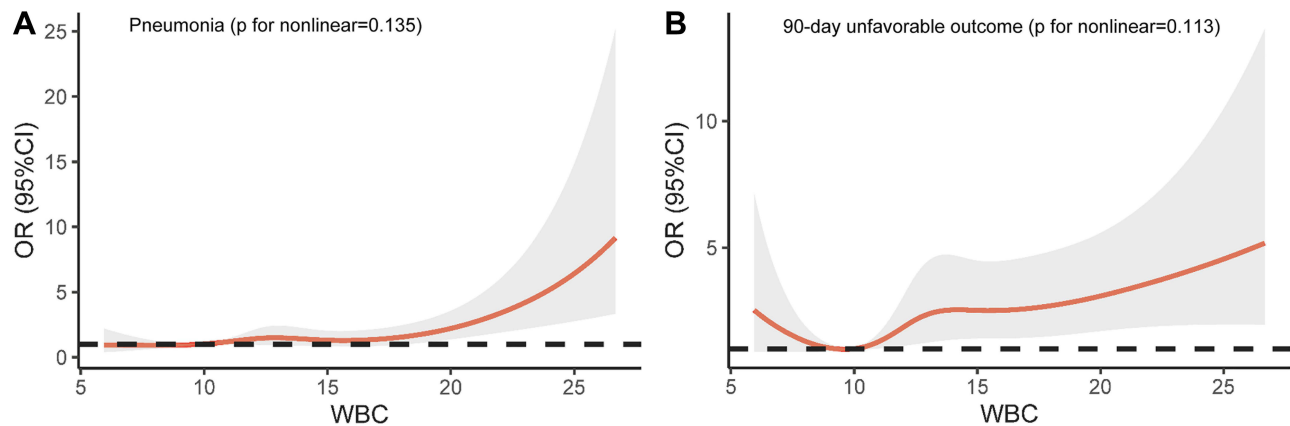 A
Pneumonia (p for nonlinear=0.135)
OR (95%CI)
25
20
15
10
5
0
5 10 15 20 25
WBC
B
90-day unfavorable outcome (p for nonlinear=0.113)
OR (95%CI)
10
5
5 10 15 20 25
WBC